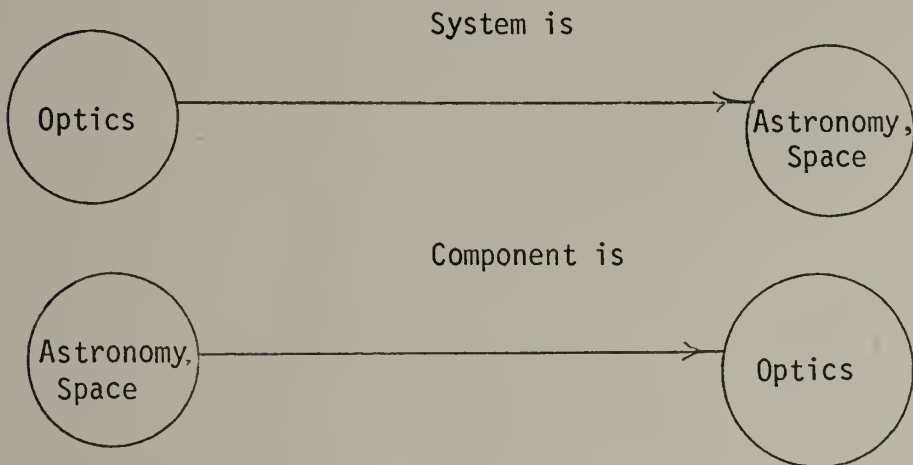 System is
Optics
Astronomy,
Space
Component is
Astronomy,
Space
Optics